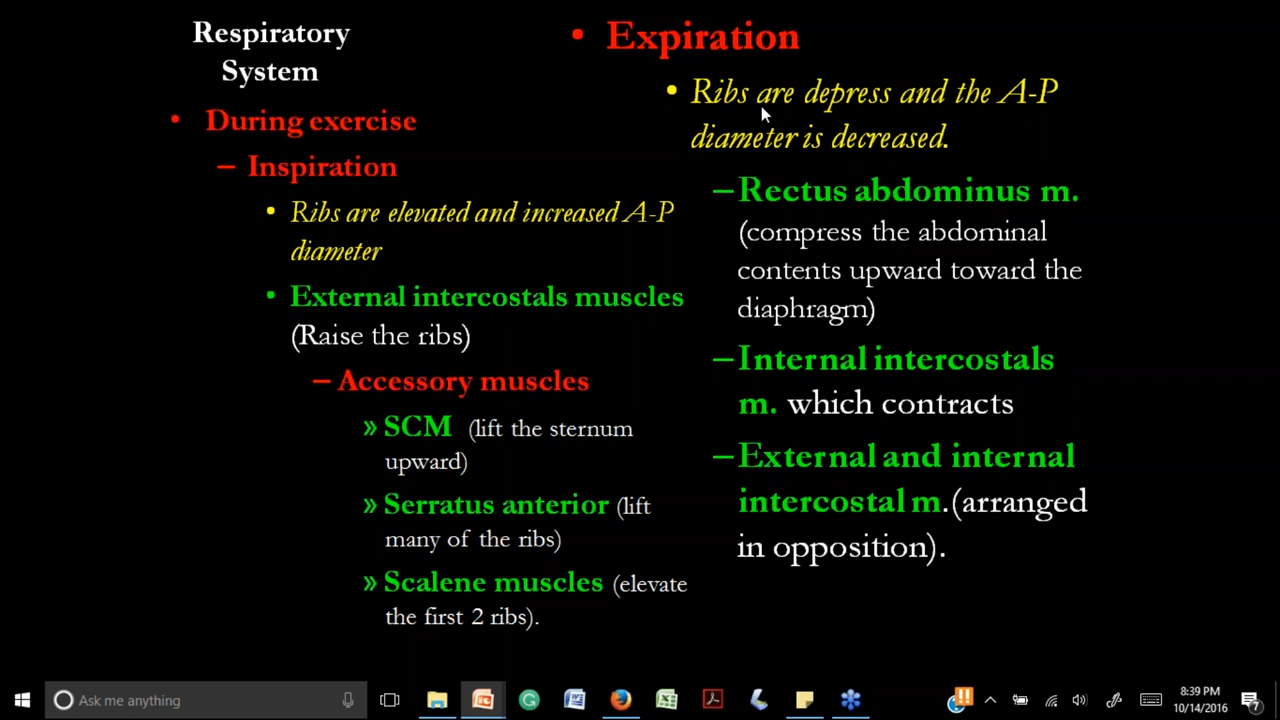 Respiratory
System
• During exercise
– Inspiration
• Ribs are elevated and increased A-P
diameter
• External intercostals muscles
(Raise the ribs)
– Accessory muscles
» SCM (lift the sternum
upward)
» Serratus anterior (lift
many of the ribs)
» Scalene muscles (elevate
the first 2 ribs).
• Expiration
• Ribs are depress and the A-P
diameter is decreased.
– Rectus abdominus m.
(compress the abdominal
contents upward toward the
diaphragm)
– Internal intercostals
m. which contracts
– External and internal
intercostal m.(arranged
in opposition).
Ask me anything
8:39 PM
10/14/2016
7